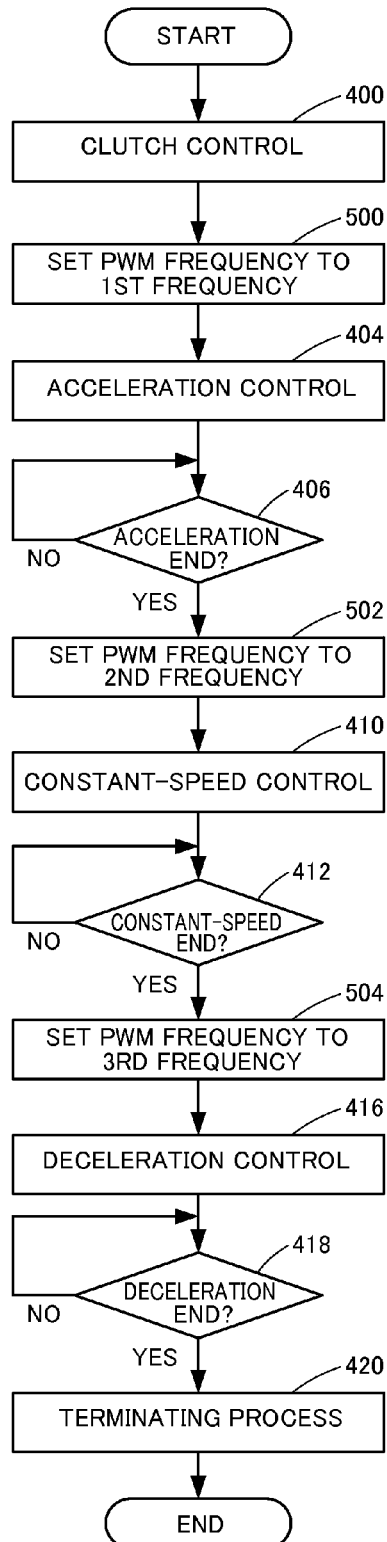 START
400
CLUTCH CONTROL
500
SET PWM FREQUENCY TO
1ST FREQUENCY
404
ACCELERATION CONTROL
406
ACCELERATION
END?
NO
YES
502
SET PWM FREQUENCY TO
2ND FREQUENCY
410
CONSTANT-SPEED CONTROL
412
CONSTANT-SPEED
END?
NO
YES
504
SET PWM FREQUENCY TO
3RD FREQUENCY
416
DECELERATION CONTROL
418
DECELERATION
END?
NO
YES
420
TERMINATING PROCESS
END